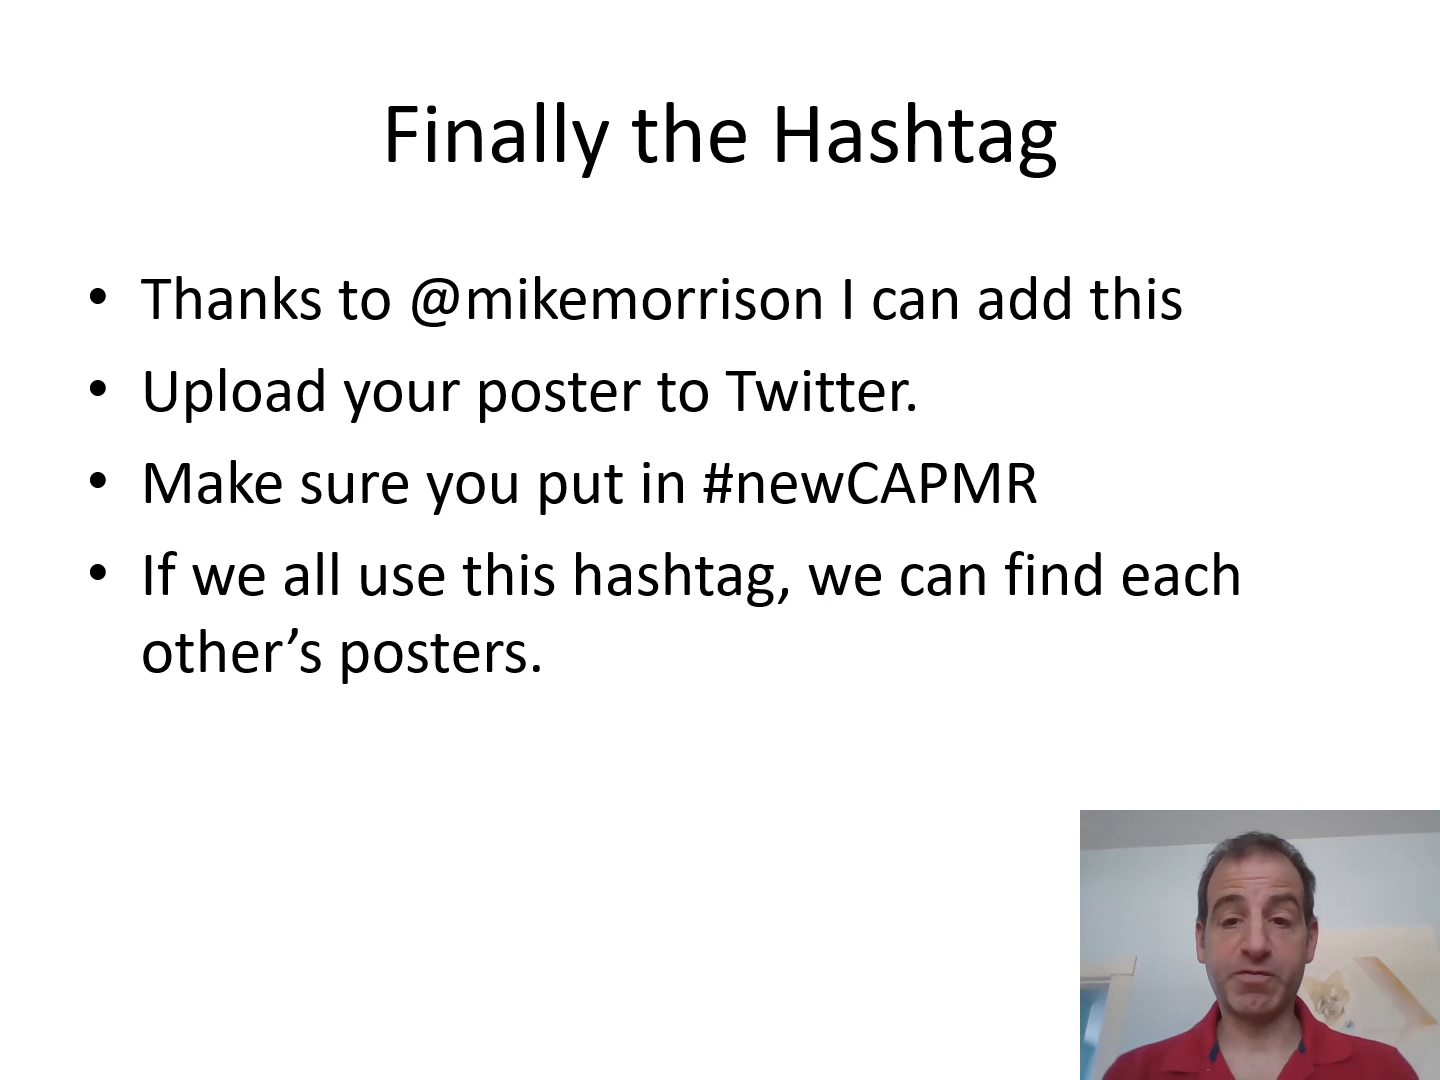 Finally the Hashtag
• Thanks to @mikemorrison I can add this
• Upload your poster to Twitter.
• Make sure you put in #newCAPMR
• If we all use this hashtag, we can find each
other’s posters.